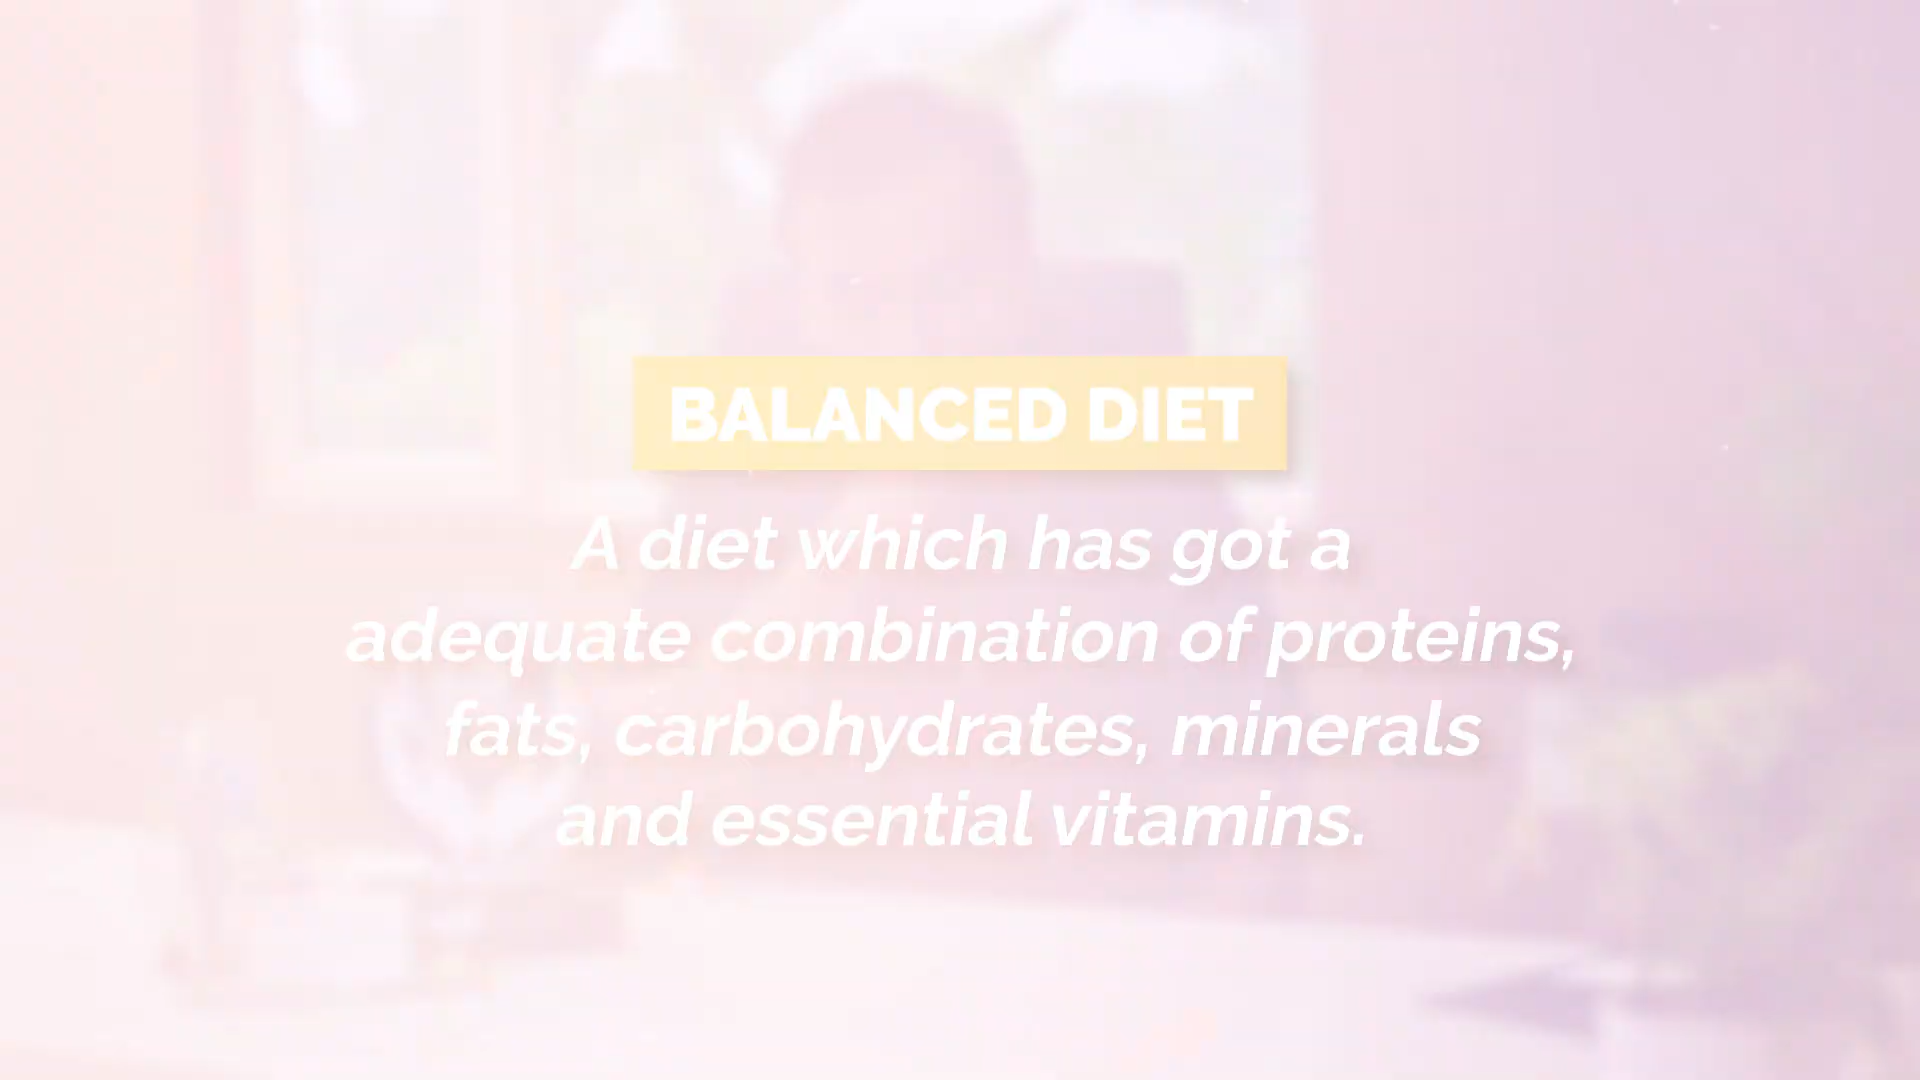 BALANCED DIET
A diet which has got a
adequate combination of proteins,
fats, carbohydrates, minerals
and essential vitamins.